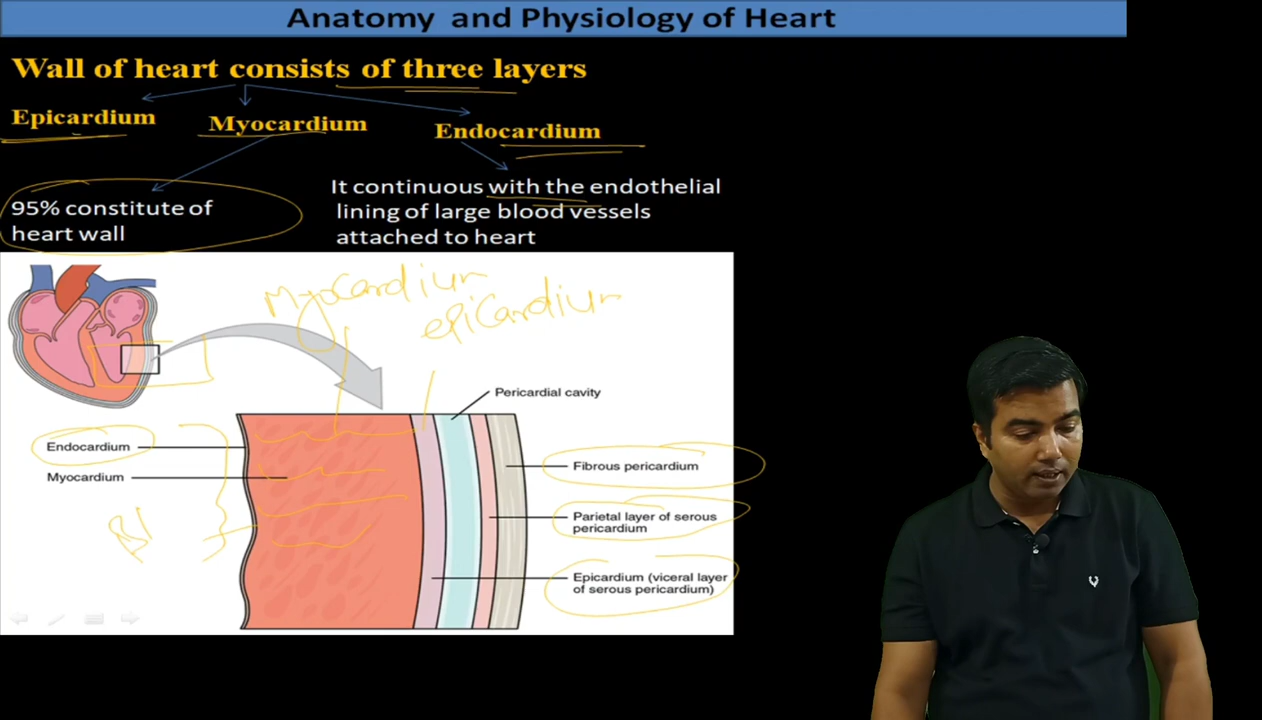 Anatomy and Physiology of Heart
Wall of heart consists of three layers
Epicardium
Myocardium
Endocardium
95% constitute of
heart wall
It continuous with the endothelial
lining of large blood vessels
attached to heart
Myocardium
epicardium
Pericardial cavity
Endocardium
Myocardium
Fibrous pericardium
Parietal layer of serous
pericardium
Epicardium (viceral layer
of serous pericardium)